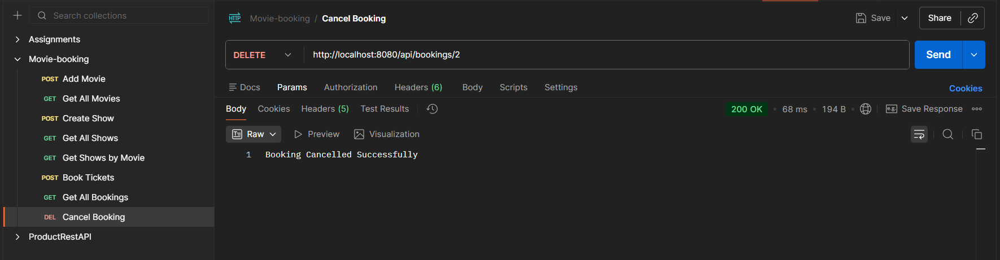 Search collections
Assignments
Movie-booking
POST Add Movie
GET Get All Movies
POST Create Show
GET Get All Shows
GET Get Shows by Movie
POST Book Tickets
GET Get All Bookings
DEL Cancel Booking
ProductRestAPI
HTTP Movie-booking / Cancel Booking
Save Share
DELETE http://localhost:8080/api/bookings/2 Send
Docs Params Authorization Headers (6) Body Scripts Settings Cookies
Body Cookies Headers (5) Test Results 200 OK • 68 ms • 194 B e.g. Save Response
Raw Preview Visualization
1 Booking Cancelled Successfully